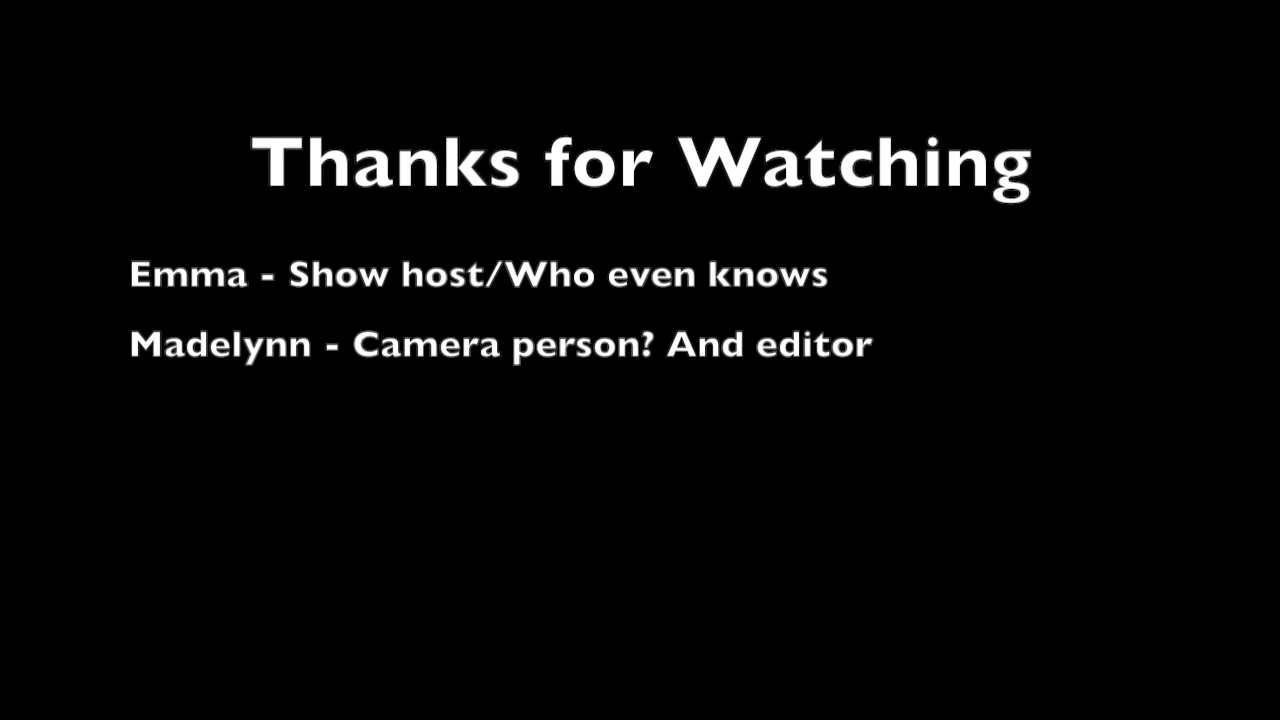 Thanks for Watching
Emma - Show host/Who even knows
Madelynn - Camera person? And editor